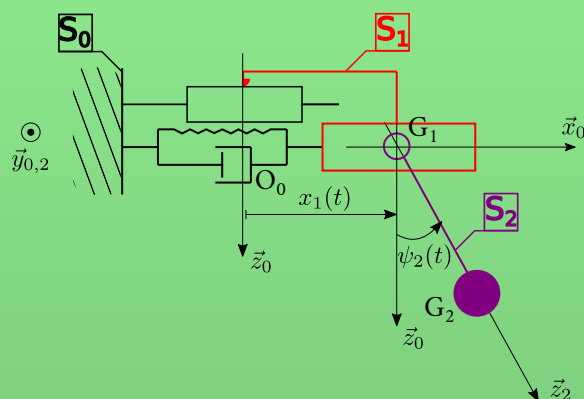 S₀
S₁
G₁
x⃗₀
y⃗₀,₂
O₀
x₁(t)
S₂
z⃗₀
ψ₂(t)
G₂
z⃗₀
z⃗₂